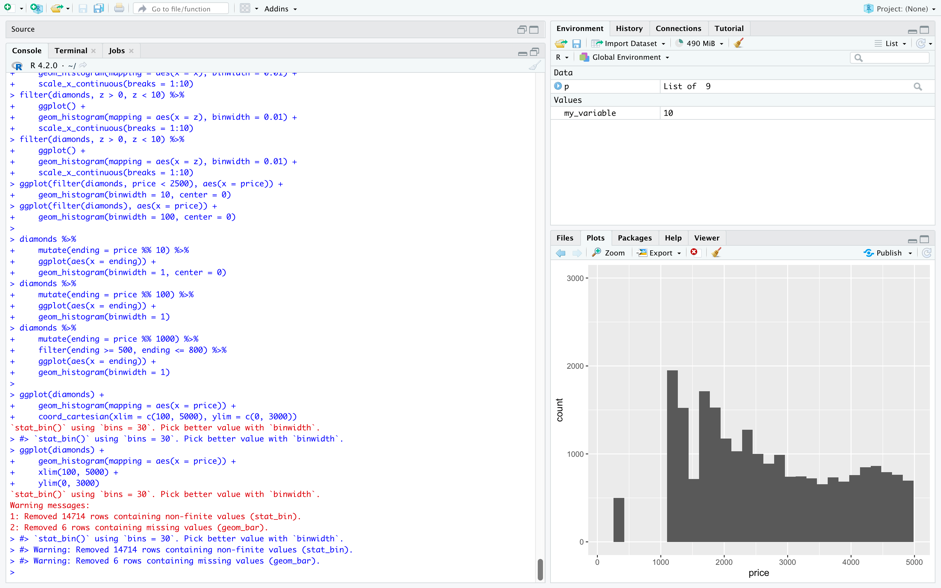 Go to file/function
Addins
Project: (None)
Source
Console Terminal × Jobs ×
R 4.2.0 · ~/
+ geom_histogram(mapping = aes(x = x), binwidth = 0.01) +
+ scale_x_continuous(breaks = 1:10)
> filter(diamonds, z > 0, z < 10) %>%
+ ggplot() +
+ geom_histogram(mapping = aes(x = z), binwidth = 0.01) +
+ scale_x_continuous(breaks = 1:10)
> filter(diamonds, z > 0, z < 10) %>%
+ ggplot() +
+ geom_histogram(mapping = aes(x = z), binwidth = 0.01) +
+ scale_x_continuous(breaks = 1:10)
> ggplot(filter(diamonds, price < 2500), aes(x = price)) +
+ geom_histogram(binwidth = 10, center = 0)
> ggplot(filter(diamonds), aes(x = price)) +
+ geom_histogram(binwidth = 100, center = 0)
>
> diamonds %>%
+ mutate(ending = price %% 10) %>%
+ ggplot(aes(x = ending)) +
+ geom_histogram(binwidth = 1, center = 0)
> diamonds %>%
+ mutate(ending = price %% 100) %>%
+ ggplot(aes(x = ending)) +
+ geom_histogram(binwidth = 1)
> diamonds %>%
+ mutate(ending = price %% 1000) %>%
+ filter(ending >= 500, ending <= 800) %>%
+ ggplot(aes(x = ending)) +
+ geom_histogram(binwidth = 1)
>
> ggplot(diamonds) +
+ geom_histogram(mapping = aes(x = price)) +
+ coord_cartesian(xlim = c(100, 5000), ylim = c(0, 3000))
`stat_bin()` using `bins = 30`. Pick better value with `binwidth`.
> #> `stat_bin()` using `bins = 30`. Pick better value with `binwidth`.
> ggplot(diamonds) +
+ geom_histogram(mapping = aes(x = price)) +
+ xlim(100, 5000) +
+ ylim(0, 3000)
`stat_bin()` using `bins = 30`. Pick better value with `binwidth`.
Warning messages:
1: Removed 14714 rows containing non-finite values (stat_bin).
2: Removed 6 rows containing missing values (geom_bar).
> #> `stat_bin()` using `bins = 30`. Pick better value with `binwidth`.
> #> Warning: Removed 14714 rows containing non-finite values (stat_bin).
> #> Warning: Removed 6 rows containing missing values (geom_bar).
>
Environment History Connections Tutorial
Import Dataset 490 MiB List
R Global Environment
Data
p List of 9
Values
my_variable 10
Files Plots Packages Help Viewer
Zoom Export Publish
3000
2000
1000
0
count
0 1000 2000 3000 4000 5000
price